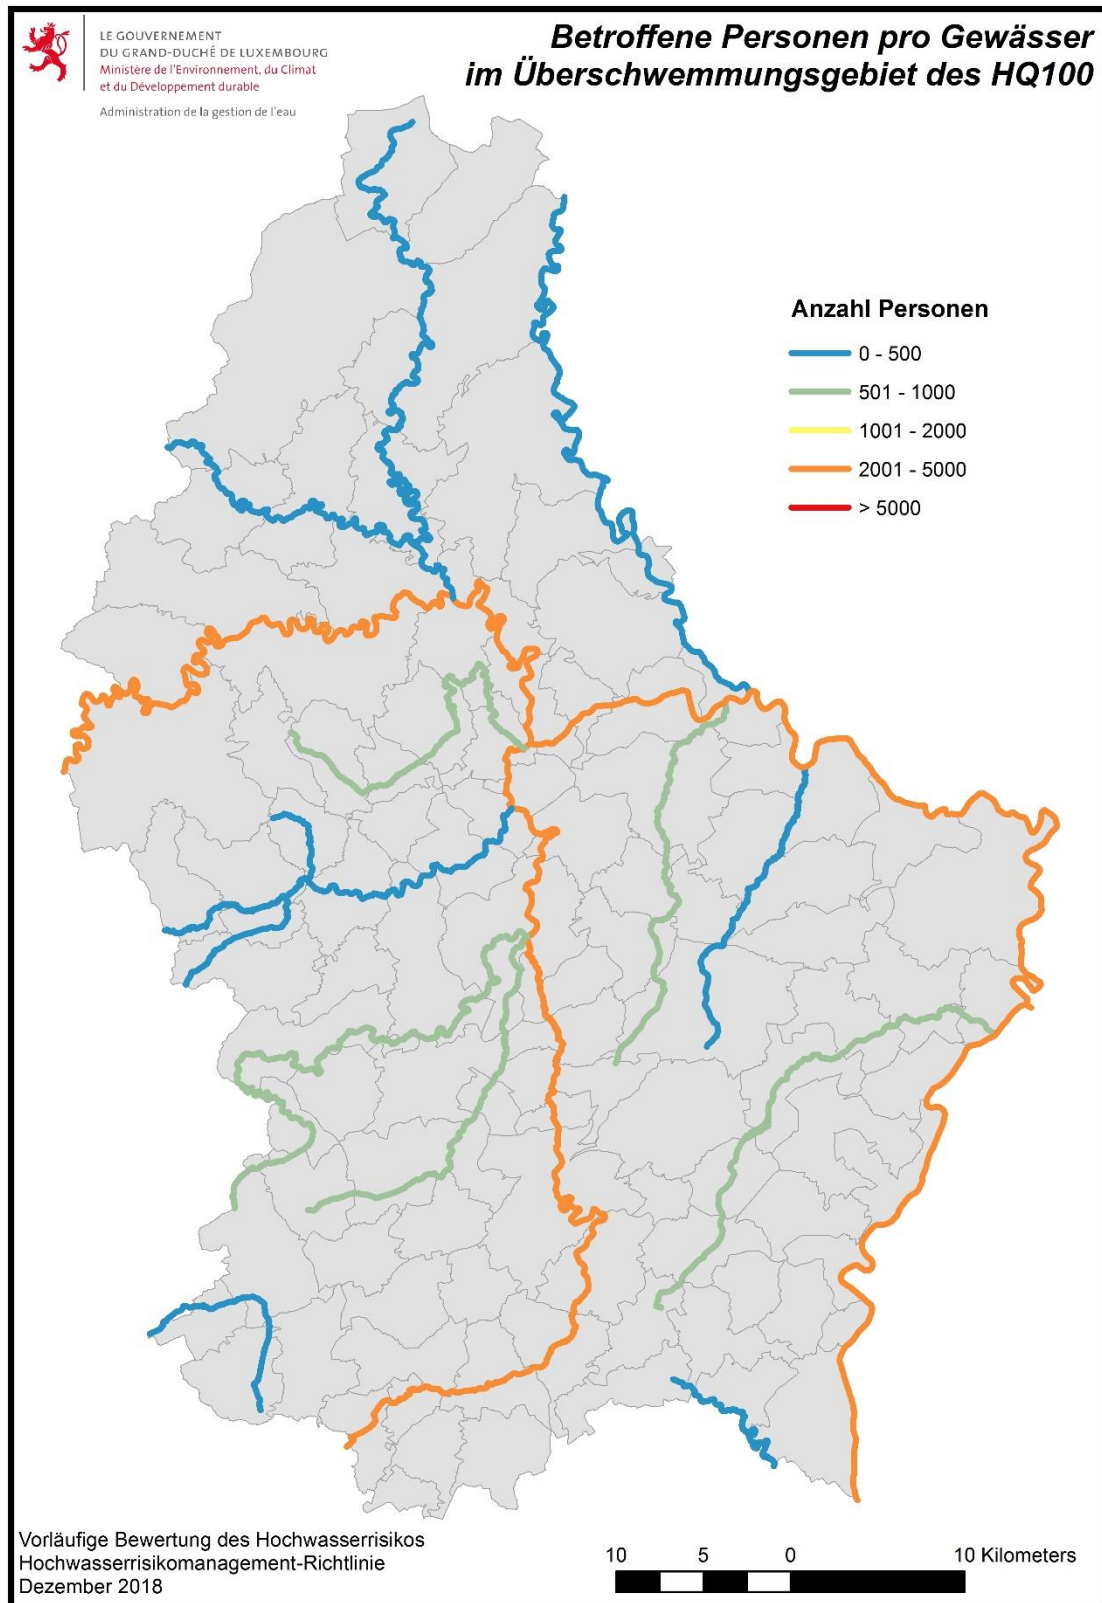 LE GOUVERNEMENT
DU GRAND-DUCHÉ DE LUXEMBOURG
Ministère de l'Environnement, du Climat
et du Développement durable
Administration de la gestion de l'eau
Betroffene Personen pro Gewässer
im Überschwemmungsgebiet des HQ100
Anzahl Personen
0 - 500
501 - 1000
1001 - 2000
2001 - 5000
> 5000
Vorläufige Bewertung des Hochwasserrisikos
Hochwasserrisikomanagement-Richtlinie
Dezember 2018
10 5 0 10 Kilometers